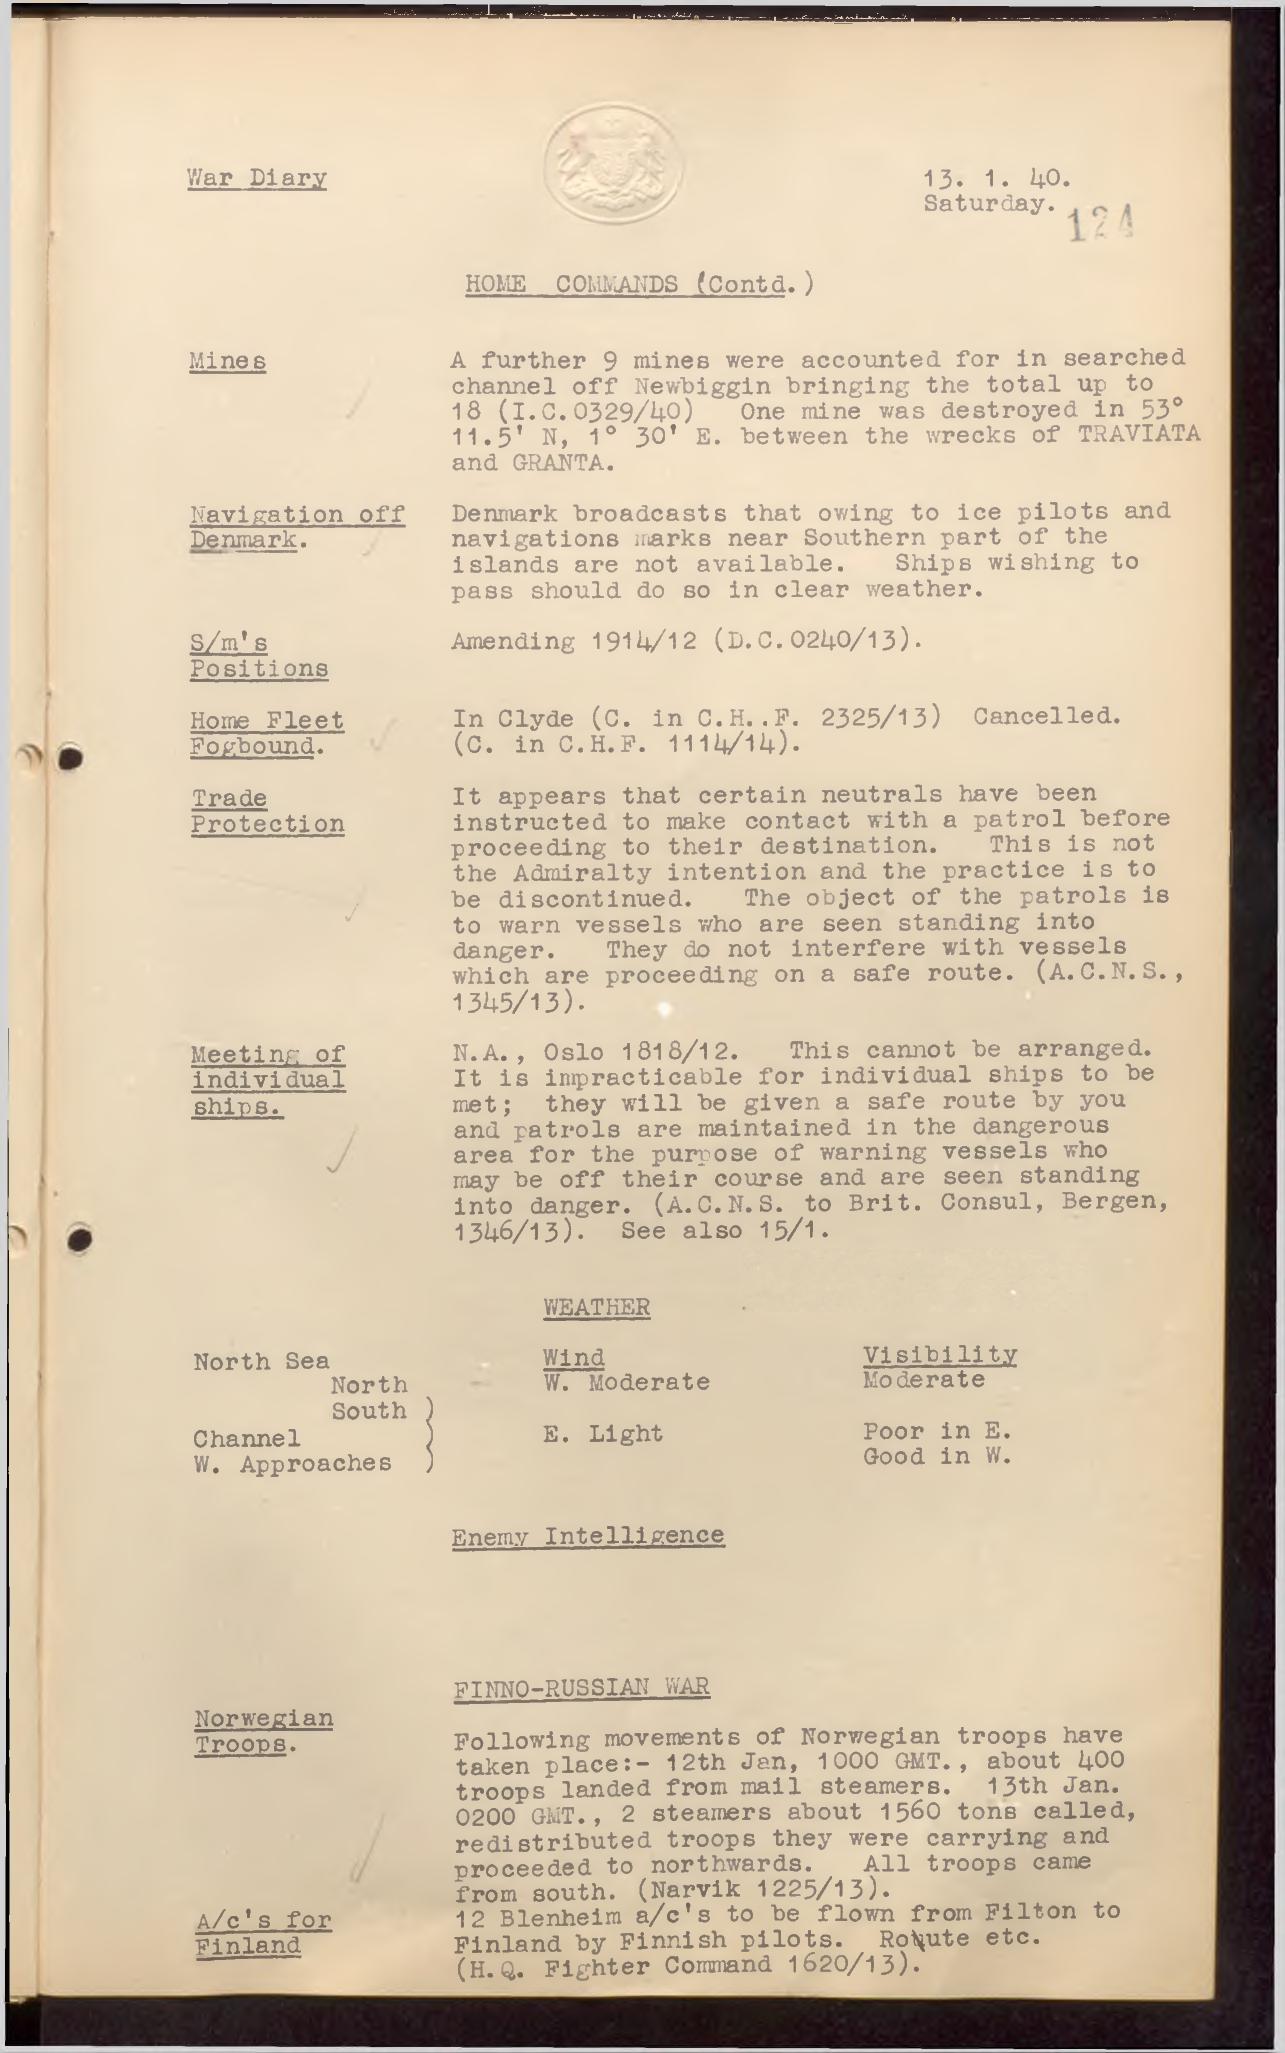 War Diary
13. 1. 40.
Saturday.
124
HOME COMMANDS (Contd.)
Mines
A further 9 mines were accounted for in searched
channel off Newbiggin bringing the total up to
18 (I.C.0329/40) One mine was destroyed in 53°
11.5' N, 1° 30' E. between the wrecks of TRAVIATA
and GRANTA.
Navigation off
Denmark.
Denmark broadcasts that owing to ice pilots and
navigations marks near Southern part of the
islands are not available. Ships wishing to
pass should do so in clear weather.
S/m's
Positions
Amending 1914/12 (D.C.0240/13).
Home Fleet
Fogbound.
In Clyde (C. in C.H..F. 2325/13) Cancelled.
(C. in C.H.F. 1114/14).
Trade
Protection
It appears that certain neutrals have been
instructed to make contact with a patrol before
proceeding to their destination. This is not
the Admiralty intention and the practice is to
be discontinued. The object of the patrols is
to warn vessels who are seen standing into
danger. They do not interfere with vessels
which are proceeding on a safe route. (A.C.N.S.,
1345/13).
Meeting of
individual
ships.
N.A., Oslo 1818/12. This cannot be arranged.
It is impracticable for individual ships to be
met; they will be given a safe route by you
and patrols are maintained in the dangerous
area for the purpose of warning vessels who
may be off their course and are seen standing
into danger. (A.C.N.S. to Brit. Consul, Bergen,
1346/13). See also 15/1.
WEATHER
North Sea Wind Visibility
North W. Moderate Moderate
South )
Channel ) E. Light Poor in E.
W. Approaches ) Good in W.
Enemy Intelligence
FINNO-RUSSIAN WAR
Norwegian
Troops.
Following movements of Norwegian troops have
taken place:- 12th Jan, 1000 GMT., about 400
troops landed from mail steamers. 13th Jan.
0200 GMT., 2 steamers about 1560 tons called,
redistributed troops they were carrying and
proceeded to northwards. All troops came
from south. (Narvik 1225/13).
A/c's for
Finland
12 Blenheim a/c's to be flown from Filton to
Finland by Finnish pilots. Route etc.
(H.Q. Fighter Command 1620/13).